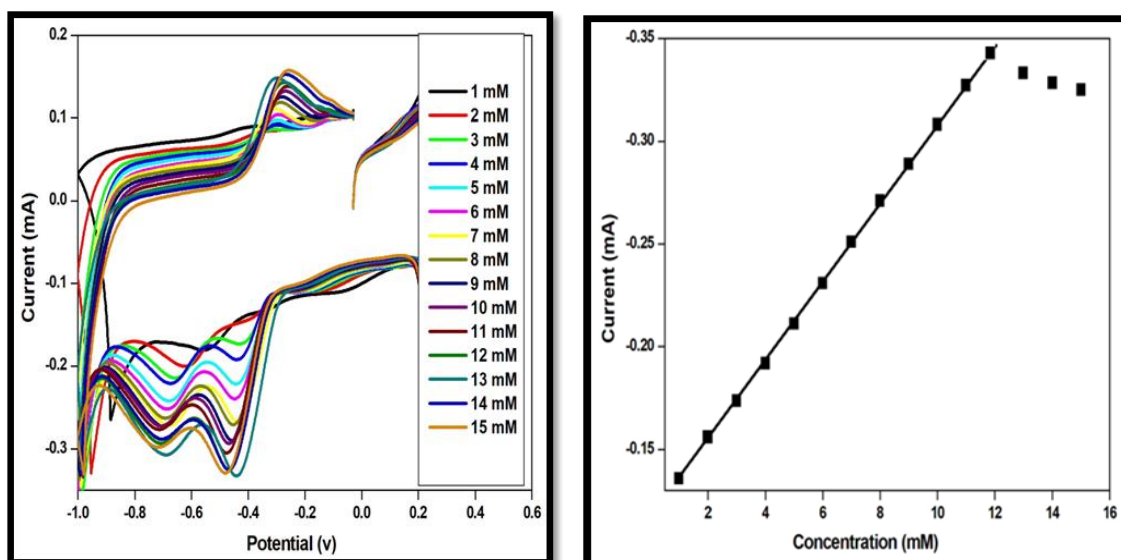 0.2
0.1
0.0
-0.1
-0.2
-0.3
Current (mA)
-1.0 -0.8 -0.6 -0.4 -0.2 0.0 0.2 0.4 0.6
Potential (v)
1 mM
2 mM
3 mM
4 mM
5 mM
6 mM
7 mM
8 mM
9 mM
10 mM
11 mM
12 mM
13 mM
14 mM
15 mM
-0.35
-0.30
-0.25
-0.20
-0.15
Current (mA)
2 4 6 8 10 12 14 16
Concentration (mM)